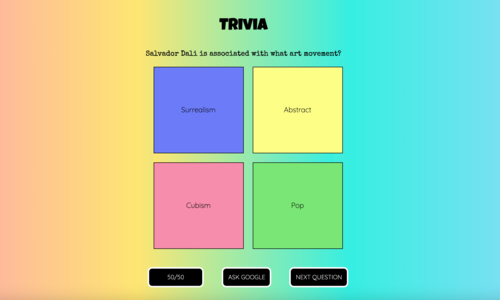 TRIVIA
Salvador Dali is associated with what art movement?
Surrealism
Abstract
Cubism
Pop
50/50
ASK GOOGLE
NEXT QUESTION